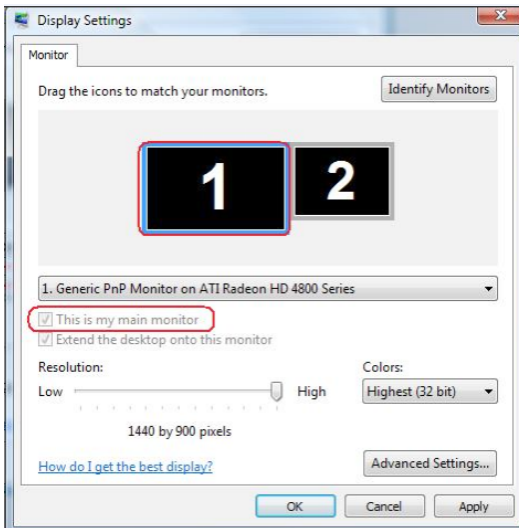 Display Settings
Monitor
Drag the icons to match your monitors.
Identify Monitors
1
2
1. Generic PnP Monitor on ATI Radeon HD 4800 Series
This is my main monitor
Extend the desktop onto this monitor
Resolution:
Colors:
Low
High
Highest (32 bit)
1440 by 900 pixels
How do I get the best display?
Advanced Settings...
OK
Cancel
Apply